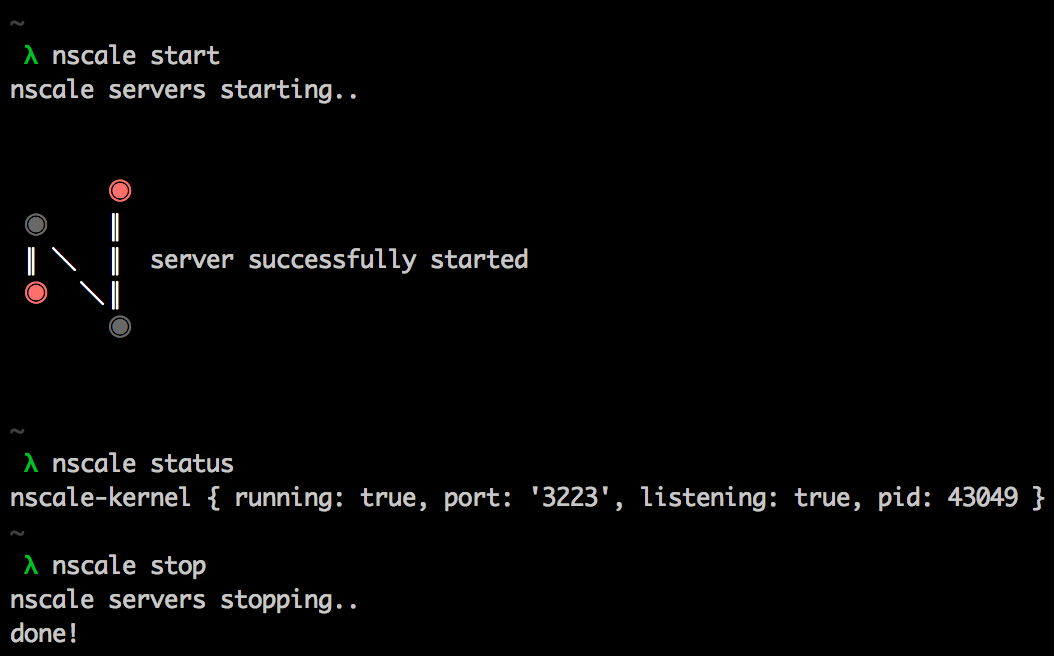 ~
λ nscale start
nscale servers starting..
◉
◉ ║
║ ╲ ║ server successfully started
◉ ╲║
◉
~
λ nscale status
nscale-kernel { running: true, port: '3223', listening: true, pid: 43049 }
~
λ nscale stop
nscale servers stopping..
done!